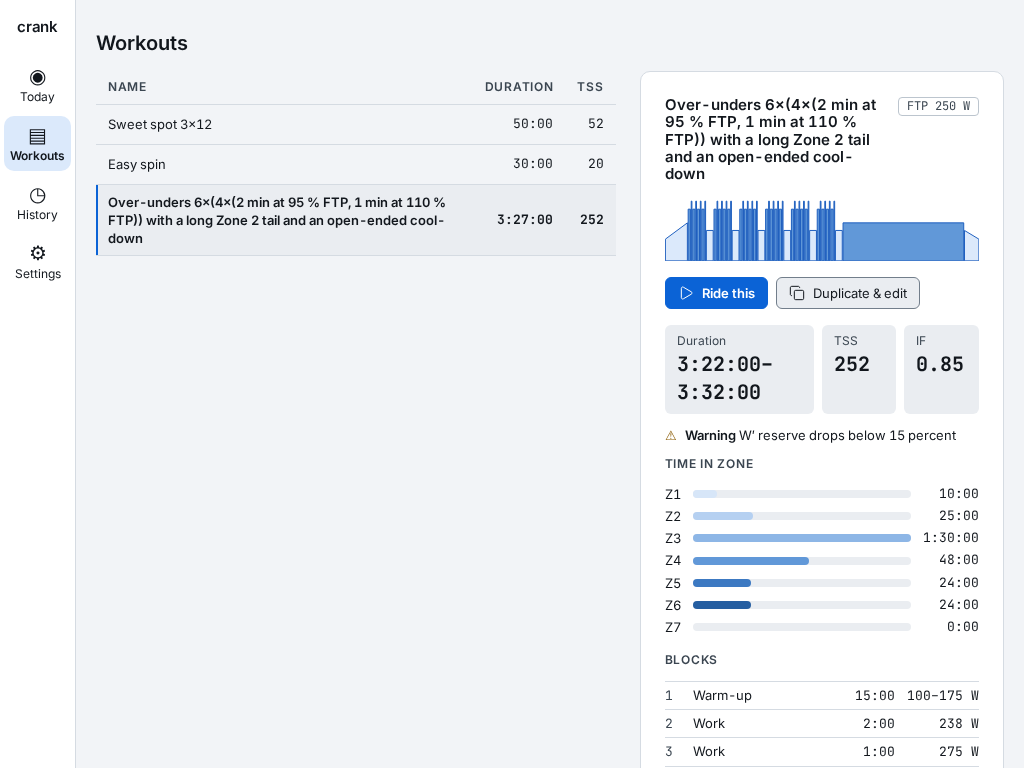 crank
Today
Workouts
History
Settings
Workouts
NAME DURATION TSS
Sweet spot 3×12 50:00 52
Easy spin 30:00 20
Over-unders 6×(4×(2 min at 95 % FTP, 1 min at 110 %
FTP)) with a long Zone 2 tail and an open-ended cool-
down
3:27:00 252
Over-unders 6×(4×(2 min at
95 % FTP, 1 min at 110 %
FTP)) with a long Zone 2 tail
and an open-ended cool-
down
FTP 250 W
Ride this
Duplicate & edit
Duration
3:22:00–
3:32:00
TSS
252
IF
0.85
Warning W′ reserve drops below 15 percent
TIME IN ZONE
Z1 10:00
Z2 25:00
Z3 1:30:00
Z4 48:00
Z5 24:00
Z6 24:00
Z7 0:00
BLOCKS
1 Warm-up 15:00 100–175 W
2 Work 2:00 238 W
3 Work 1:00 275 W